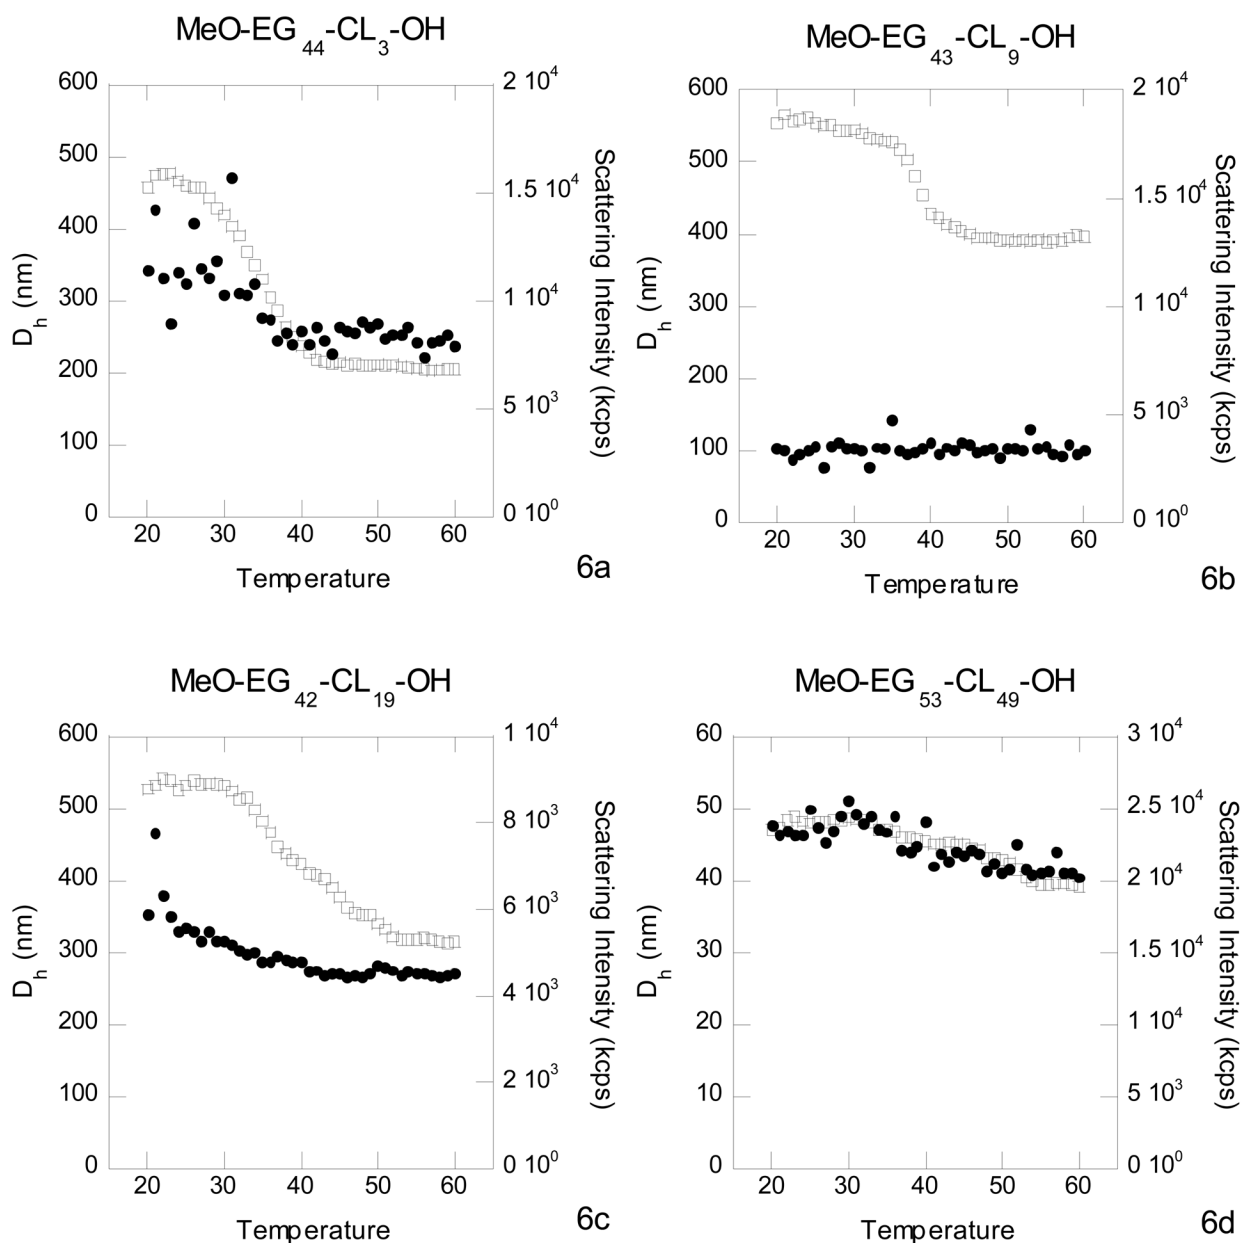 MeO-EG44-CL3-OH
600
500
400
300
200
100
0
Dh (nm)
2 10^4
1.5 10^4
1 10^4
5 10^3
0 10^0
Scattering Intensity (kcps)
20 30 40 50 60
Temperature
6a
MeO-EG43-CL9-OH
600
500
400
300
200
100
0
Dh (nm)
2 10^4
1.5 10^4
1 10^4
5 10^3
0 10^0
Scattering Intensity (kcps)
20 30 40 50 60
Temperature
6b
MeO-EG42-CL19-OH
600
500
400
300
200
100
0
Dh (nm)
1 10^4
8 10^3
6 10^3
4 10^3
2 10^3
0 10^0
Scattering Intensity (kcps)
20 30 40 50 60
Temperature
6c
MeO-EG53-CL49-OH
60
50
40
30
20
10
0
Dh (nm)
3 10^4
2.5 10^4
2 10^4
1.5 10^4
1 10^4
5 10^3
0 10^0
Scattering Intensity (kcps)
20 30 40 50 60
Temperature
6d